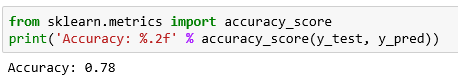 from sklearn.metrics import accuracy_score
print('Accuracy: %.2f' % accuracy_score(y_test, y_pred))
Accuracy: 0.78